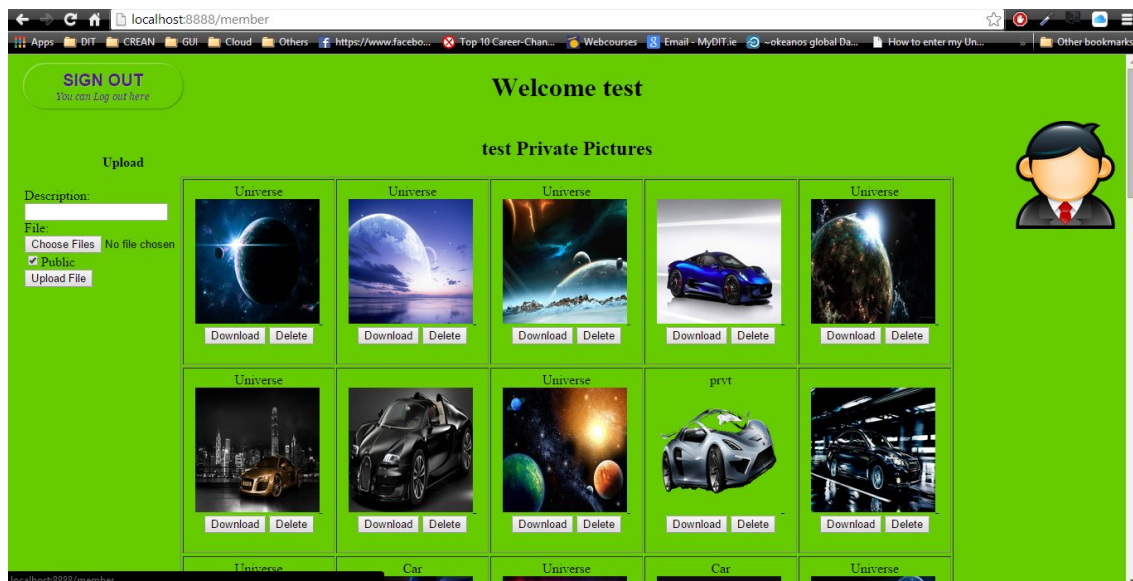 localhost:8888/member
Apps DIT CREAN GUI Cloud Others https://www.facebo... Top 10 Career-Chan... Webcourses Email - MyDIT.ie ~okeanos global Da... How to enter my Un... » Other bookmarks
SIGN OUT
You can Log out here
Welcome test
test Private Pictures
Upload
Description:
File:
Choose Files No file chosen
Public
Upload File
Universe Universe Universe Universe
Download Delete Download Delete Download Delete Download Delete Download Delete
Universe Universe prvt
Download Delete Download Delete Download Delete Download Delete Download Delete
Universe Car Universe Car Universe
localhost:8888/member